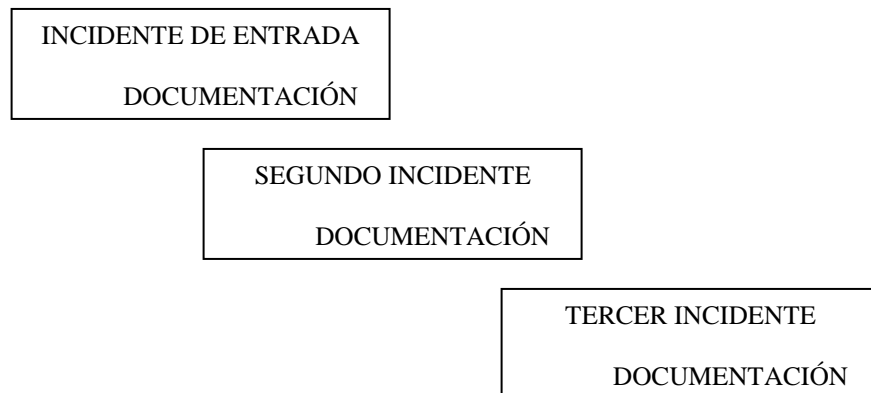 INCIDENTE DE ENTRADA
DOCUMENTACIÓN
SEGUNDO INCIDENTE
DOCUMENTACIÓN
TERCER INCIDENTE
DOCUMENTACIÓN